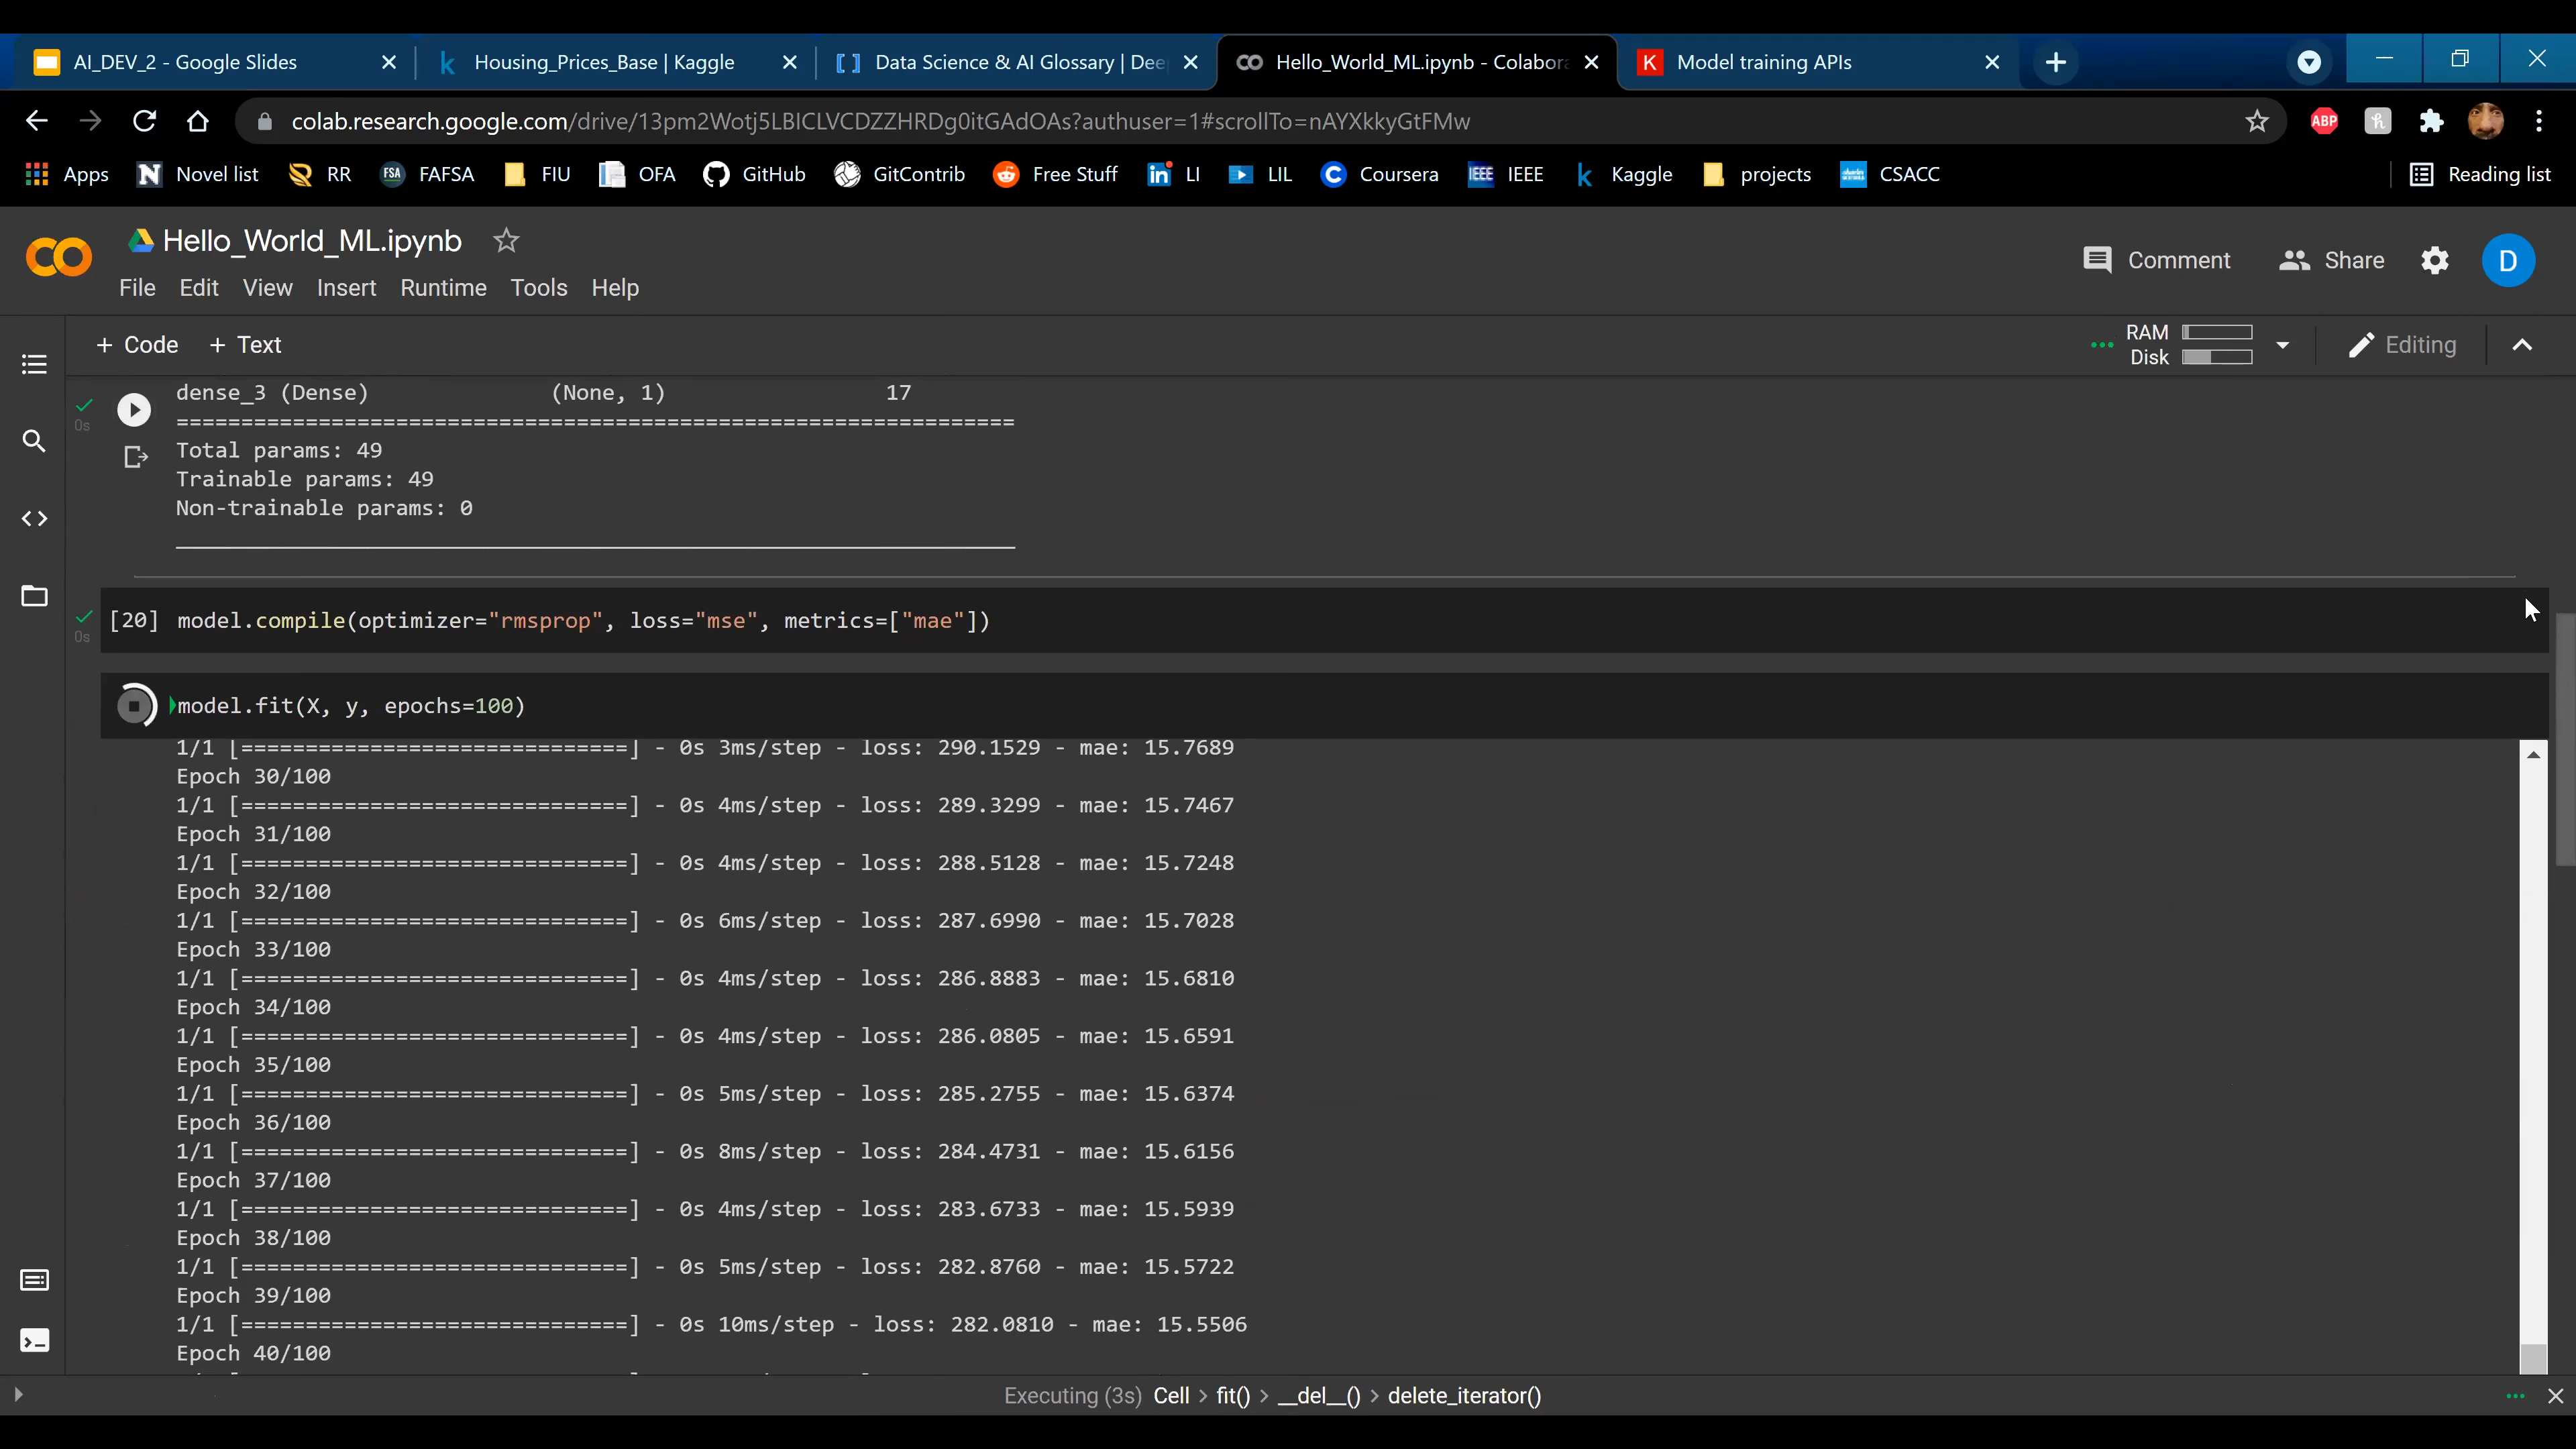 AI_DEV_2 - Google Slides
Housing_Prices_Base | Kaggle
Data Science & AI Glossary | Dee
Hello_World_ML.ipynb - Colabora
Model training APIs
colab.research.google.com/drive/13pm2Wotj5LBICLVCDZZHRDg0itGAdOAs?authuser=1#scrollTo=nAYXkkyGtFMw
ABP
Apps
Novel list
RR
FSA FAFSA
FIU
OFA
GitHub
GitContrib
Free Stuff
in LI
LIL
Coursera
IEEE IEEE
Kaggle
projects
CSACC
Reading list
Hello_World_ML.ipynb
Comment
Share
D
File Edit View Insert Runtime Tools Help
+ Code + Text
RAM
Disk
Editing
dense_3 (Dense) (None, 1) 17
=================================================================
Total params: 49
Trainable params: 49
Non-trainable params: 0
_________________________________________________________________
0s
[20] model.compile(optimizer="rmsprop", loss="mse", metrics=["mae"])
0s
model.fit(X, y, epochs=100)
1/1 [==============================] - 0s 3ms/step - loss: 290.1529 - mae: 15.7689
Epoch 30/100
1/1 [==============================] - 0s 4ms/step - loss: 289.3299 - mae: 15.7467
Epoch 31/100
1/1 [==============================] - 0s 4ms/step - loss: 288.5128 - mae: 15.7248
Epoch 32/100
1/1 [==============================] - 0s 6ms/step - loss: 287.6990 - mae: 15.7028
Epoch 33/100
1/1 [==============================] - 0s 4ms/step - loss: 286.8883 - mae: 15.6810
Epoch 34/100
1/1 [==============================] - 0s 4ms/step - loss: 286.0805 - mae: 15.6591
Epoch 35/100
1/1 [==============================] - 0s 5ms/step - loss: 285.2755 - mae: 15.6374
Epoch 36/100
1/1 [==============================] - 0s 8ms/step - loss: 284.4731 - mae: 15.6156
Epoch 37/100
1/1 [==============================] - 0s 4ms/step - loss: 283.6733 - mae: 15.5939
Epoch 38/100
1/1 [==============================] - 0s 5ms/step - loss: 282.8760 - mae: 15.5722
Epoch 39/100
1/1 [==============================] - 0s 10ms/step - loss: 282.0810 - mae: 15.5506
Epoch 40/100
Executing (3s) Cell > fit() > __del__() > delete_iterator()